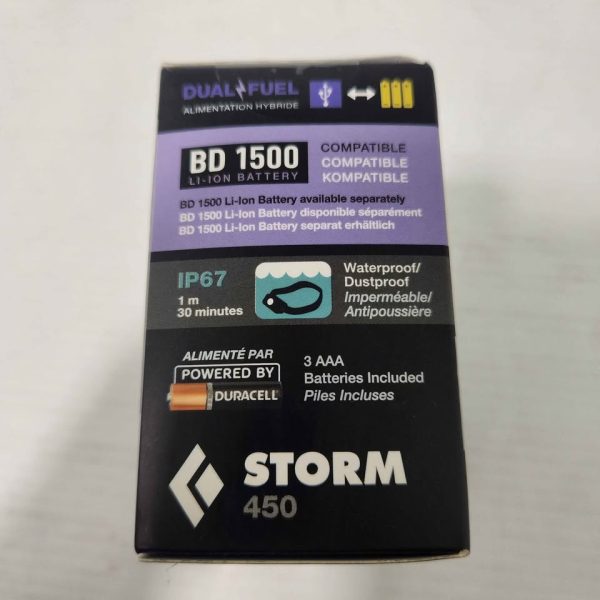 DUAL FUEL
ALIMENTATION HYBRIDE
BD 1500
LI-ION BATTERY
COMPATIBLE
COMPATIBLE
KOMPATIBLE
BD 1500 Li-Ion Battery available separately
BD 1500 Li-Ion Battery disponible séparément
BD 1500 Li-Ion Battery separat erhältlich
IP67
1 m
30 minutes
Waterproof/
Dustproof
Imperméable/
Antipoussière
ALIMENTÉ PAR
POWERED BY
DURACELL
3 AAA
Batteries Included
Piles Incluses
STORM
450